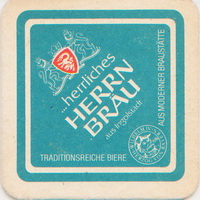 ...herrliches
HERRN
BRÄU
aus Ingolstadt
TRADITIONSREICHE BIERE
AUS MODERNER BRAUSTÄTTE